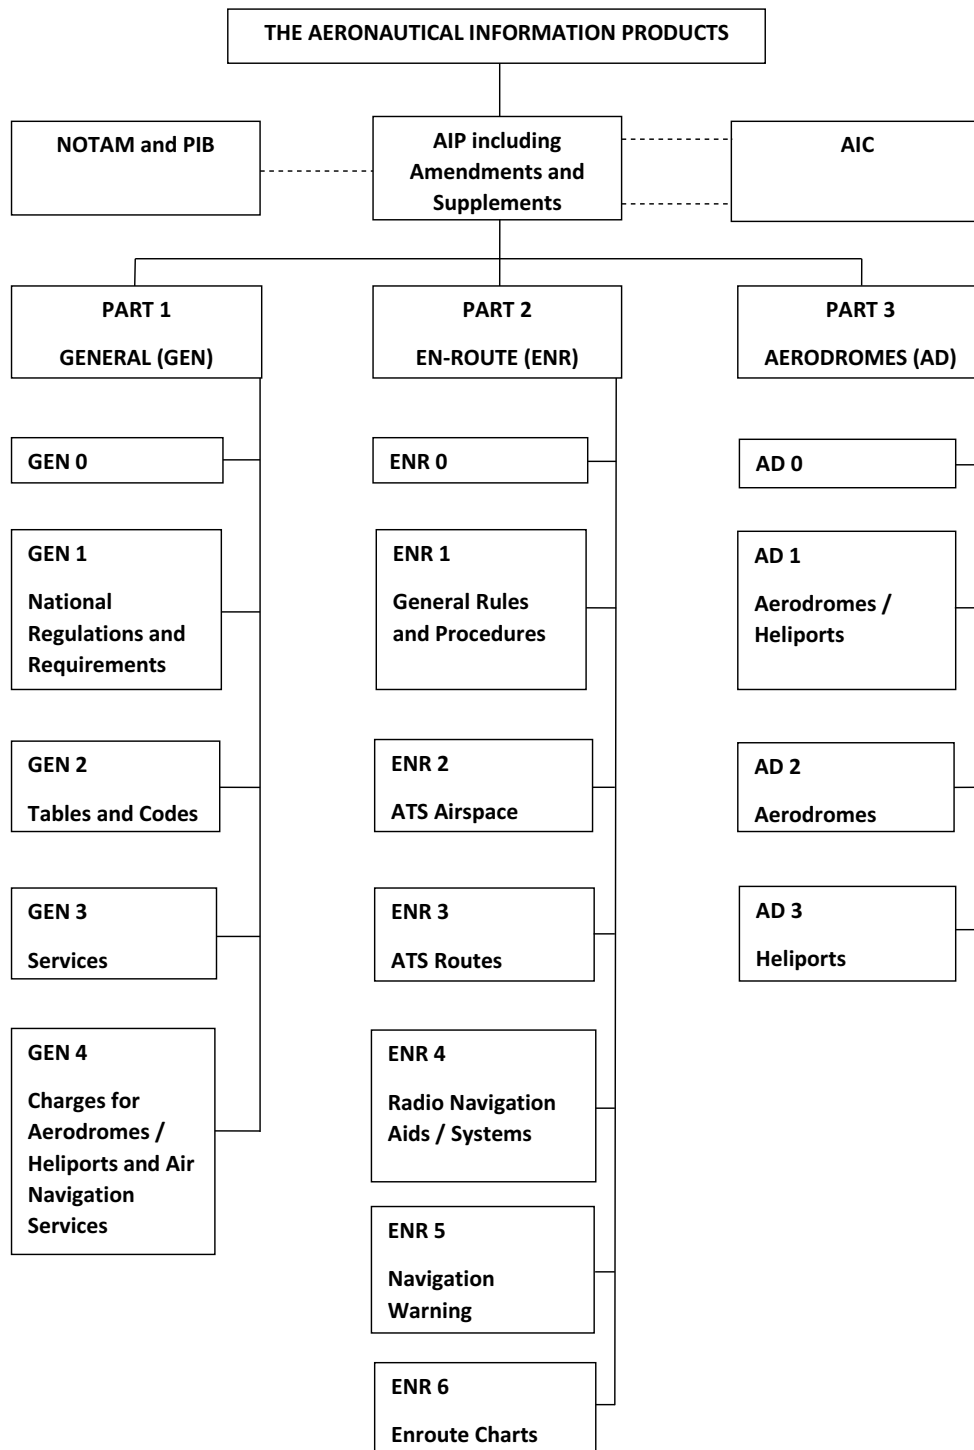 THE AERONAUTICAL INFORMATION PRODUCTS
NOTAM and PIB
AIP including
Amendments and
Supplements
AIC
PART 1
GENERAL (GEN)
PART 2
EN-ROUTE (ENR)
PART 3
AERODROMES (AD)
GEN 0
GEN 1
National
Regulations and
Requirements
GEN 2
Tables and Codes
GEN 3
Services
GEN 4
Charges for
Aerodromes /
Heliports and Air
Navigation
Services
ENR 0
ENR 1
General Rules
and Procedures
ENR 2
ATS Airspace
ENR 3
ATS Routes
ENR 4
Radio Navigation
Aids / Systems
ENR 5
Navigation
Warning
ENR 6
Enroute Charts
AD 0
AD 1
Aerodromes /
Heliports
AD 2
Aerodromes
AD 3
Heliports